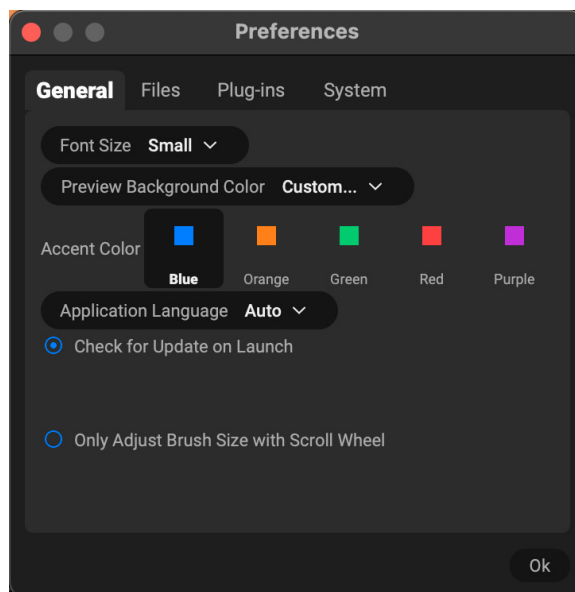 Preferences
General Files Plug-ins System
Font Size Small
Preview Background Color Custom...
Accent Color
Blue Orange Green Red Purple
Application Language Auto
Check for Update on Launch
Only Adjust Brush Size with Scroll Wheel
Ok